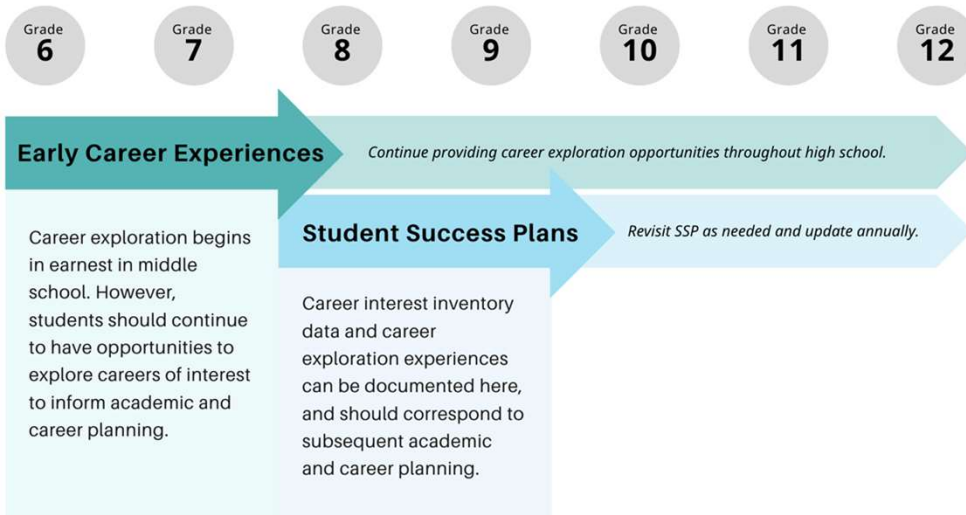 Grade
6
Grade
7
Grade
8
Grade
9
Grade
10
Grade
11
Grade
12
Early Career Experiences
Continue providing career exploration opportunities throughout high school.
Career exploration begins
in earnest in middle
school. However,
students should continue
to have opportunities to
explore careers of interest
to inform academic and
career planning.
Student Success Plans
Revisit SSP as needed and update annually.
Career interest inventory
data and career
exploration experiences
can be documented here,
and should correspond to
subsequent academic
and career planning.